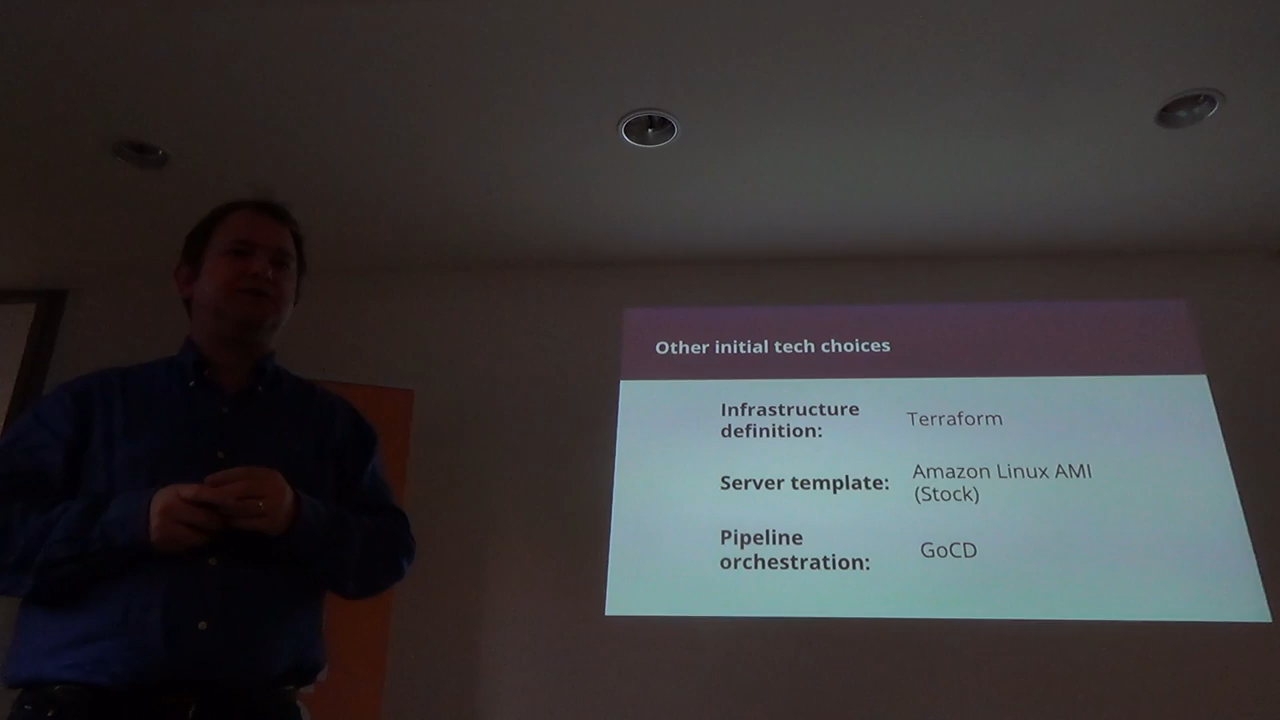 Other initial tech choices
Infrastructure
definition:
Terraform
Server template:
Amazon Linux AMI
(Stock)
Pipeline
orchestration:
GoCD